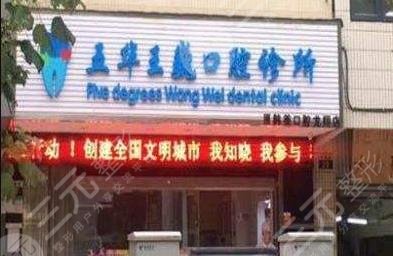 五华王巍口腔诊所
Five degrees Wang Wei dental clinic
动 ！创建全国文明城市 我知晓 我参与